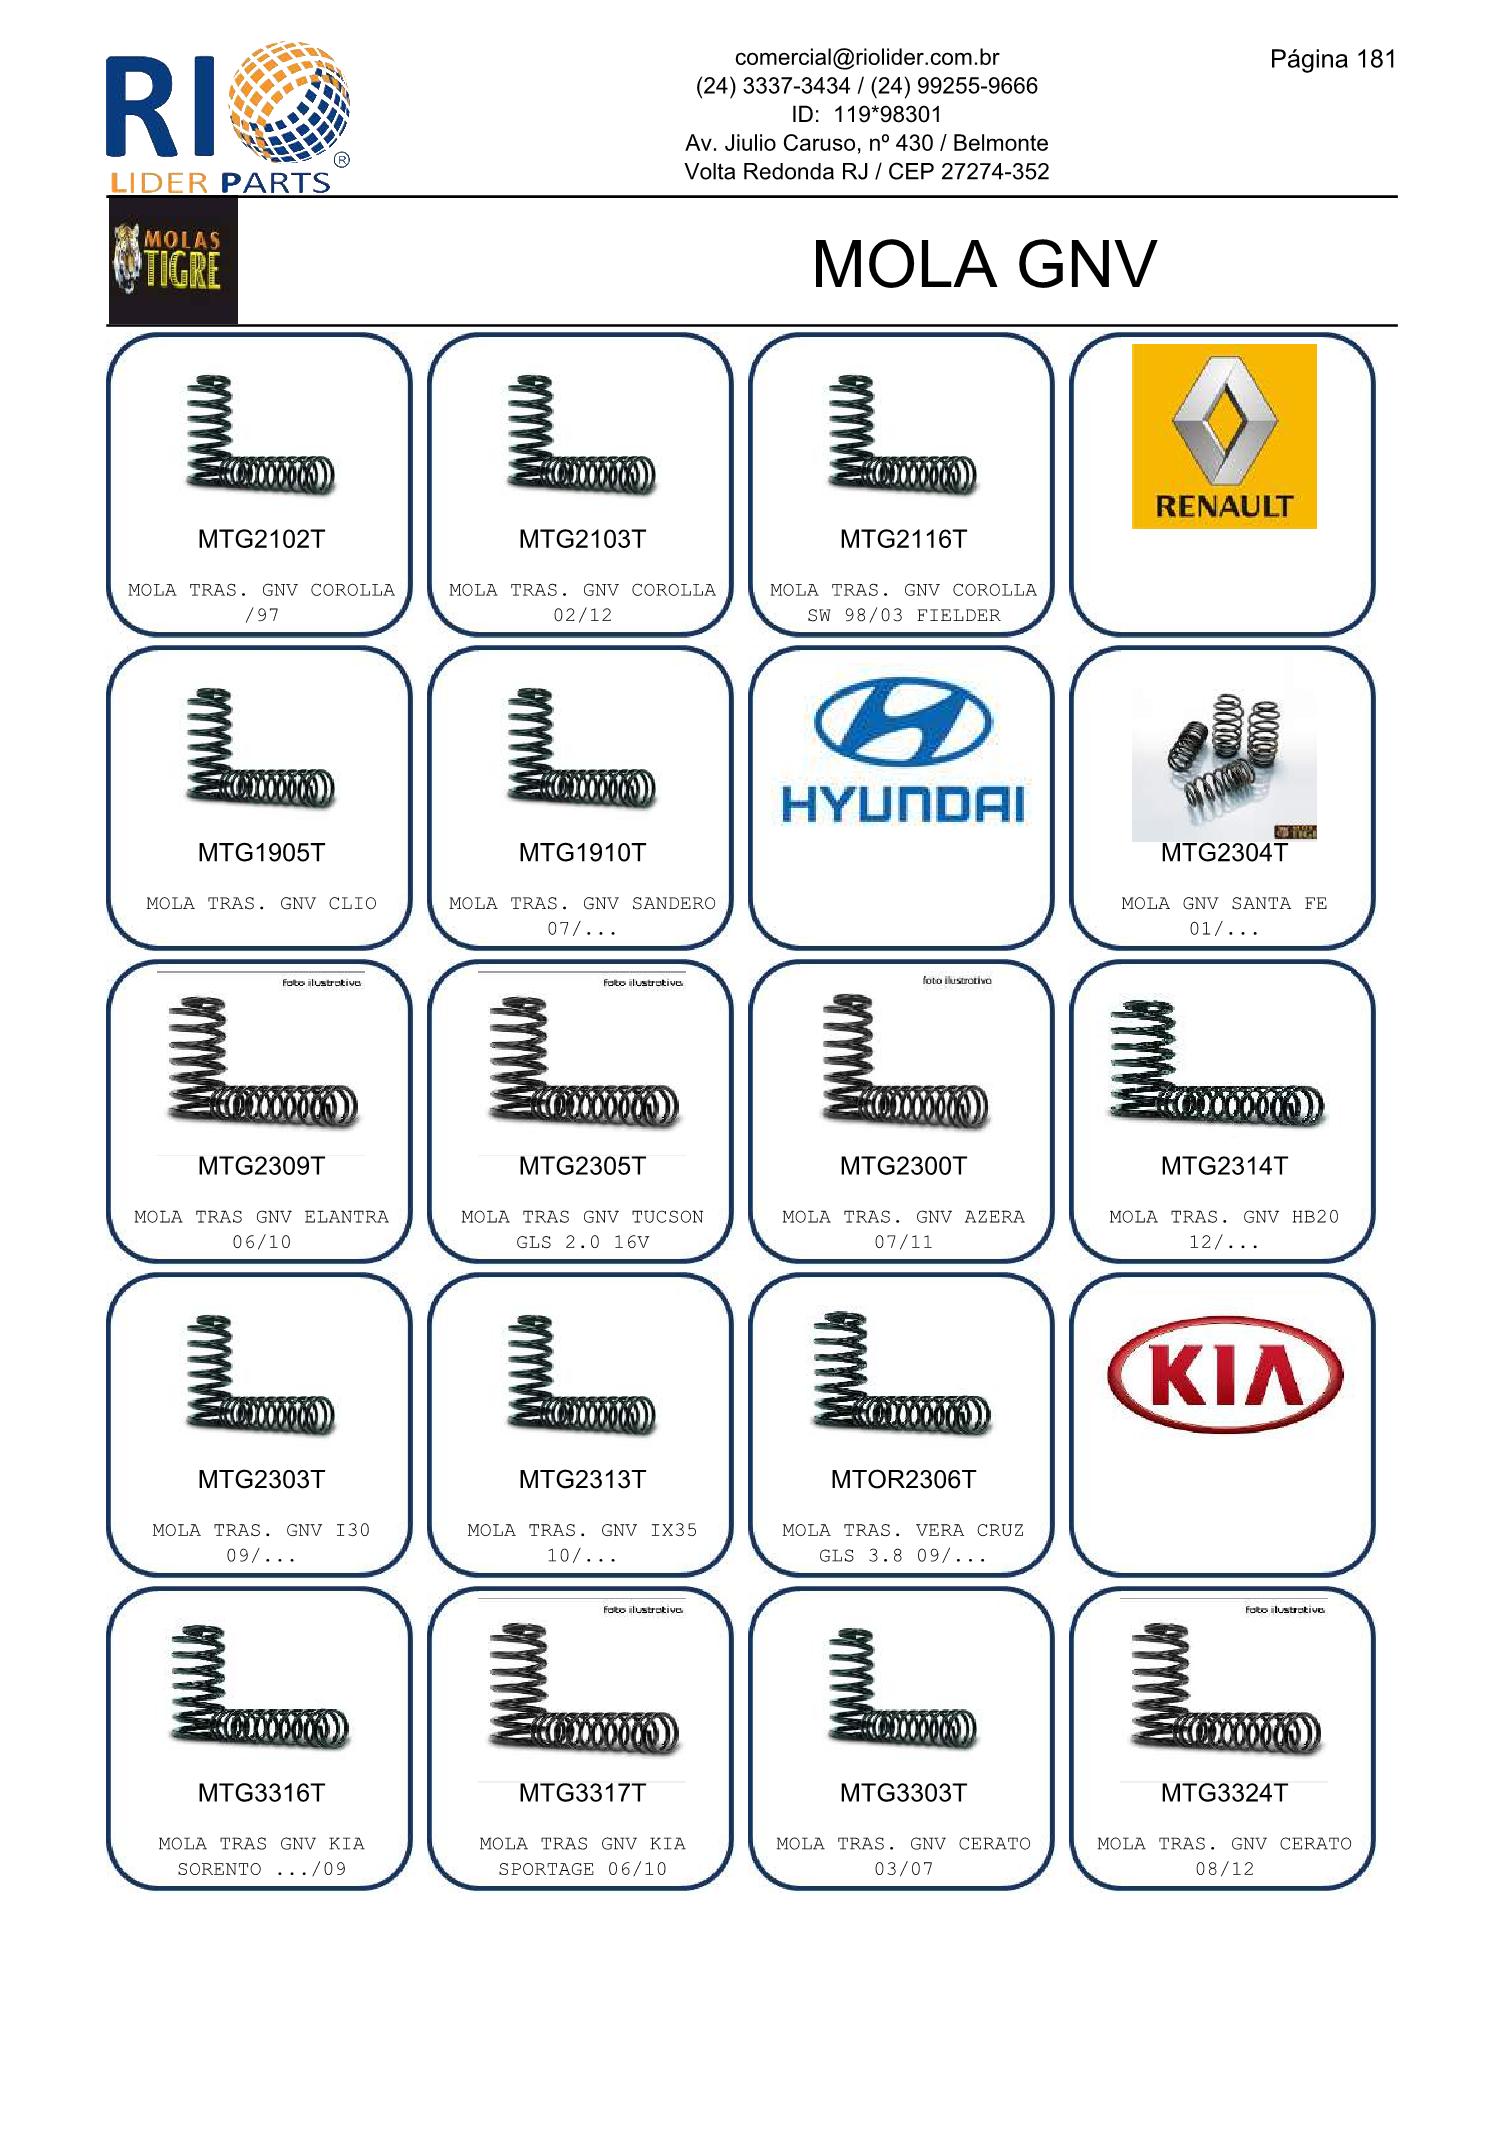 RIO
®
LIDER PARTS
comercial@riolider.com.br
(24) 3337-3434 / (24) 99255-9666
ID: 119*98301
Av. Jiulio Caruso, nº 430 / Belmonte
Volta Redonda RJ / CEP 27274-352
Página 181
MOLAS
TIGRE
MOLA GNV
MTG2102T
MOLA TRAS. GNV COROLLA
/97
MTG2103T
MOLA TRAS. GNV COROLLA
02/12
MTG2116T
MOLA TRAS. GNV COROLLA
SW 98/03 FIELDER
RENAULT
MTG1905T
MOLA TRAS. GNV CLIO
MTG1910T
MOLA TRAS. GNV SANDERO
07/...
HYUNDAI
TIGRE
MTG2304T
MOLA GNV SANTA FE
01/...
foto ilustrativa
MTG2309T
MOLA TRAS GNV ELANTRA
06/10
foto ilustrativa
MTG2305T
MOLA TRAS GNV TUCSON
GLS 2.0 16V
foto ilustrativa
MTG2300T
MOLA TRAS. GNV AZERA
07/11
MTG2314T
MOLA TRAS. GNV HB20
12/...
MTG2303T
MOLA TRAS. GNV I30
09/...
MTG2313T
MOLA TRAS. GNV IX35
10/...
MTOR2306T
MOLA TRAS. VERA CRUZ
GLS 3.8 09/...
KIA
MTG3316T
MOLA TRAS GNV KIA
SORENTO .../09
foto ilustrativa
MTG3317T
MOLA TRAS GNV KIA
SPORTAGE 06/10
MTG3303T
MOLA TRAS. GNV CERATO
03/07
foto ilustrativa
MTG3324T
MOLA TRAS. GNV CERATO
08/12